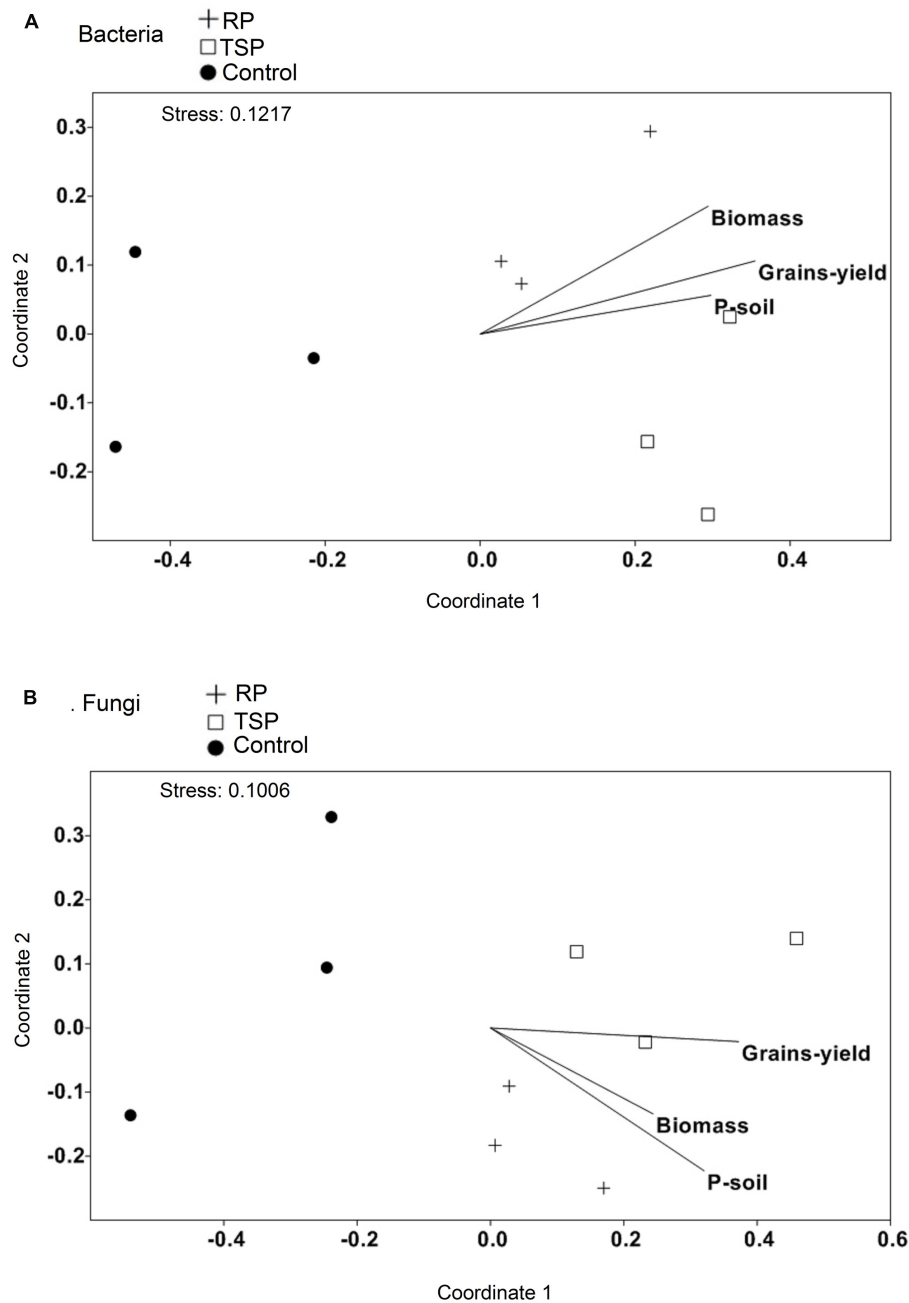 A
Bacteria
RP
TSP
Control
Stress: 0.1217
0.3
0.2
0.1
0.0
-0.1
-0.2
Coordinate 2
Biomass
Grains-yield
P-soil
-0.4 -0.2 0.0 0.2 0.4
Coordinate 1
B
. Fungi
RP
TSP
Control
Stress: 0.1006
0.3
0.2
0.1
0.0
-0.1
-0.2
Coordinate 2
Grains-yield
Biomass
P-soil
-0.4 -0.2 0.0 0.2 0.4 0.6
Coordinate 1